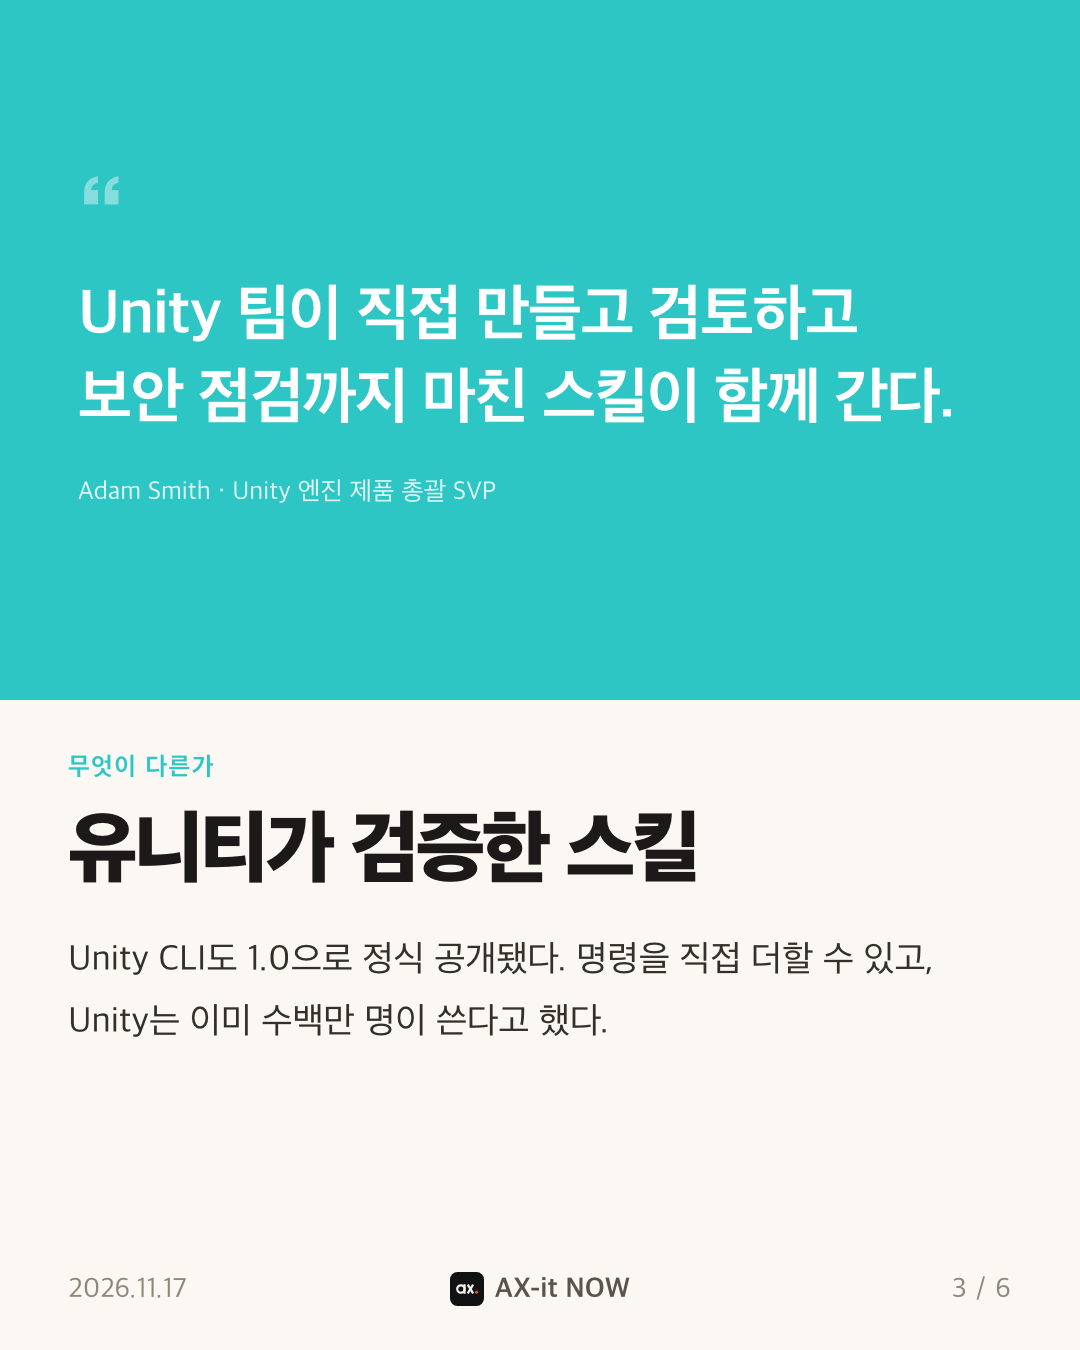 “
Unity 팀이 직접 만들고 검토하고
보안 점검까지 마친 스킬이 함께 간다.
Adam Smith · Unity 엔진 제품 총괄 SVP
무엇이 다른가
유니티가 검증한 스킬
Unity CLI도 1.0으로 정식 공개됐다. 명령을 직접 더할 수 있고,
Unity는 이미 수백만 명이 쓴다고 했다.
2026.11.17
ax. AX-it NOW
3 / 6